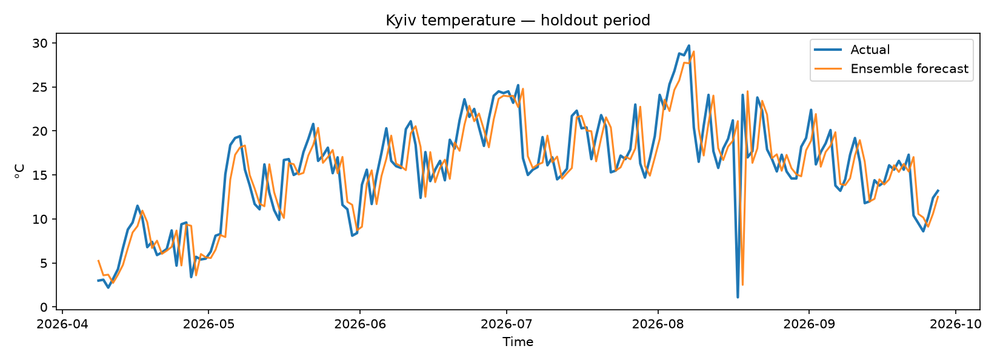 Kyiv temperature — holdout period
Actual
Ensemble forecast
°C
30
25
20
15
10
5
0
2026-04 2026-05 2026-06 2026-07 2026-08 2026-09 2026-10
Time